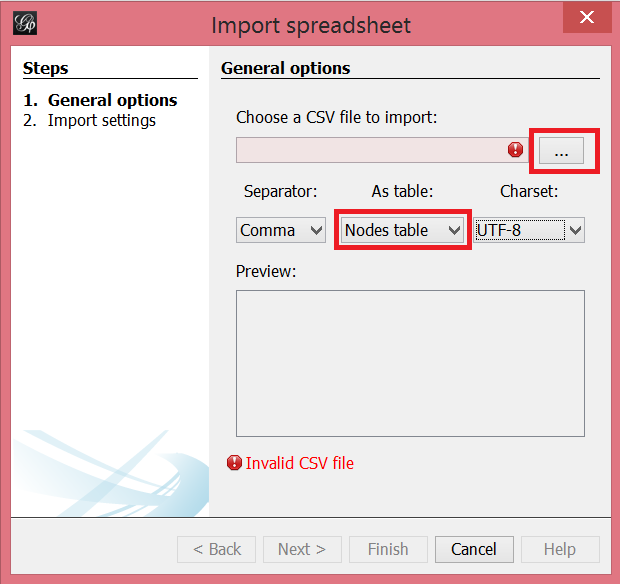 Import spreadsheet
Steps
1. General options
2. Import settings
General options
Choose a CSV file to import:
...
Separator: As table: Charset:
Comma Nodes table UTF-8
Preview:
Invalid CSV file
< Back Next > Finish Cancel Help